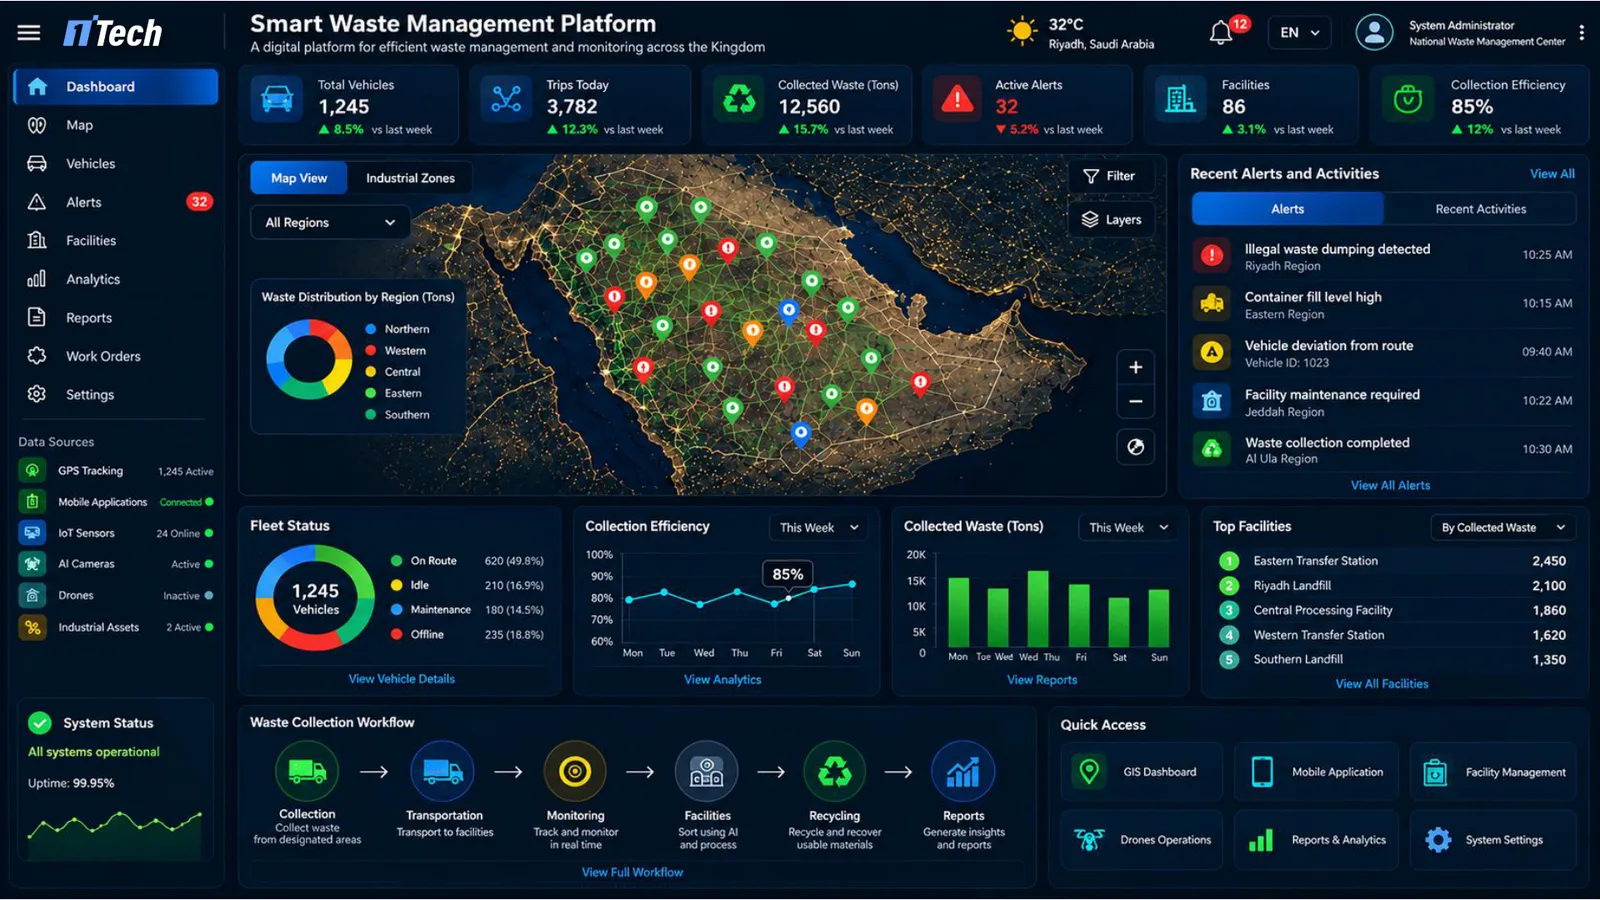 1TTech
Smart Waste Management Platform
A digital platform for efficient waste management and monitoring across the Kingdom
32°C
Riyadh, Saudi Arabia
12
EN
System Administrator
National Waste Management Center
Dashboard
Map
Vehicles
Alerts 32
Facilities
Analytics
Reports
Work Orders
Settings
Data Sources
GPS Tracking 1,245 Active
Mobile Applications Connected
IoT Sensors 24 Online
AI Cameras Active
Drones Inactive
Industrial Assets 2 Active
System Status
All systems operational
Uptime: 99.95%
Total Vehicles
1,245
8.5% vs last week
Trips Today
3,782
12.3% vs last week
Collected Waste (Tons)
12,560
15.7% vs last week
Active Alerts
32
5.2% vs last week
Facilities
86
3.1% vs last week
Collection Efficiency
85%
12% vs last week
Map View Industrial Zones
All Regions
Filter
Layers
Waste Distribution by Region (Tons)
Northern
Western
Central
Eastern
Southern
+
−
Recent Alerts and Activities View All
Alerts Recent Activities
Illegal waste dumping detected
Riyadh Region
10:25 AM
Container fill level high
Eastern Region
10:15 AM
Vehicle deviation from route
Vehicle ID: 1023
09:40 AM
Facility maintenance required
Jeddah Region
10:22 AM
Waste collection completed
Al Ula Region
10:30 AM
View All Alerts
Fleet Status
1,245
Vehicles
On Route 620 (49.8%)
Idle 210 (16.9%)
Maintenance 180 (14.5%)
Offline 235 (18.8%)
View Vehicle Details
Collection Efficiency This Week
100%
90%
80%
70%
60%
85%
Mon Tue Wed Thu Fri Sat Sun
View Analytics
Collected Waste (Tons) This Week
20K
15K
10K
5K
0
Mon Tue Wed Wed Thu Fri Sat Sun
View Reports
Top Facilities By Collected Waste
1 Eastern Transfer Station 2,450
2 Riyadh Landfill 2,100
3 Central Processing Facility 1,860
4 Western Transfer Station 1,620
5 Southern Landfill 1,350
View All Facilities
Waste Collection Workflow
Collection
Collect waste
from designated areas
Transportation
Transport to facilities
Monitoring
Track and monitor
in real time
Facilities
Sort using AI
and process
Recycling
Recycle and recover
usable materials
Reports
Generate insights
and reports
View Full Workflow
Quick Access
GIS Dashboard
Mobile Application
Facility Management
Drones Operations
Reports & Analytics
System Settings